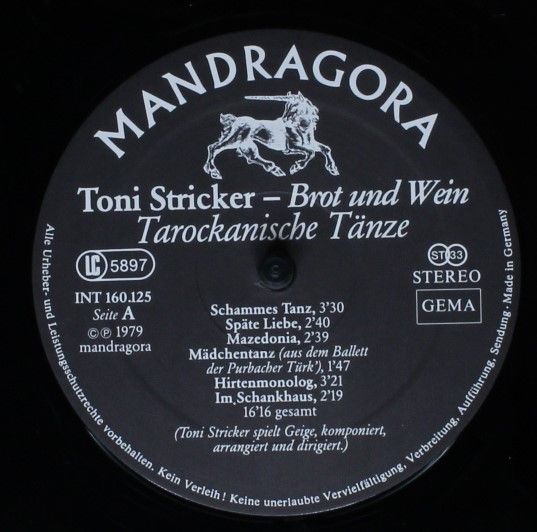 MANDRAGORA
Toni Stricker – Brot und Wein
Tarockanische Tänze
LC 5897
INT 160.125
Seite A
© ℗ 1979
mandragora
ST 33
STEREO
GEMA
Schammes Tanz, 3'30
Späte Liebe, 2'40
Mazedonia, 2'39
Mädchentanz (aus dem Ballett
der Purbacher Türk'), 1'47
Hirtenmonolog, 3'21
Im Schankhaus, 2'19
16'16 gesamt
(Toni Stricker spielt Geige, komponiert,
arrangiert und dirigiert.)
Alle Urheber- und Leistungsschutzrechte vorbehalten. Kein Verleih! Keine unerlaubte Vervielfältigung, Verbreitung, Aufführung, Sendung · Made in Germany